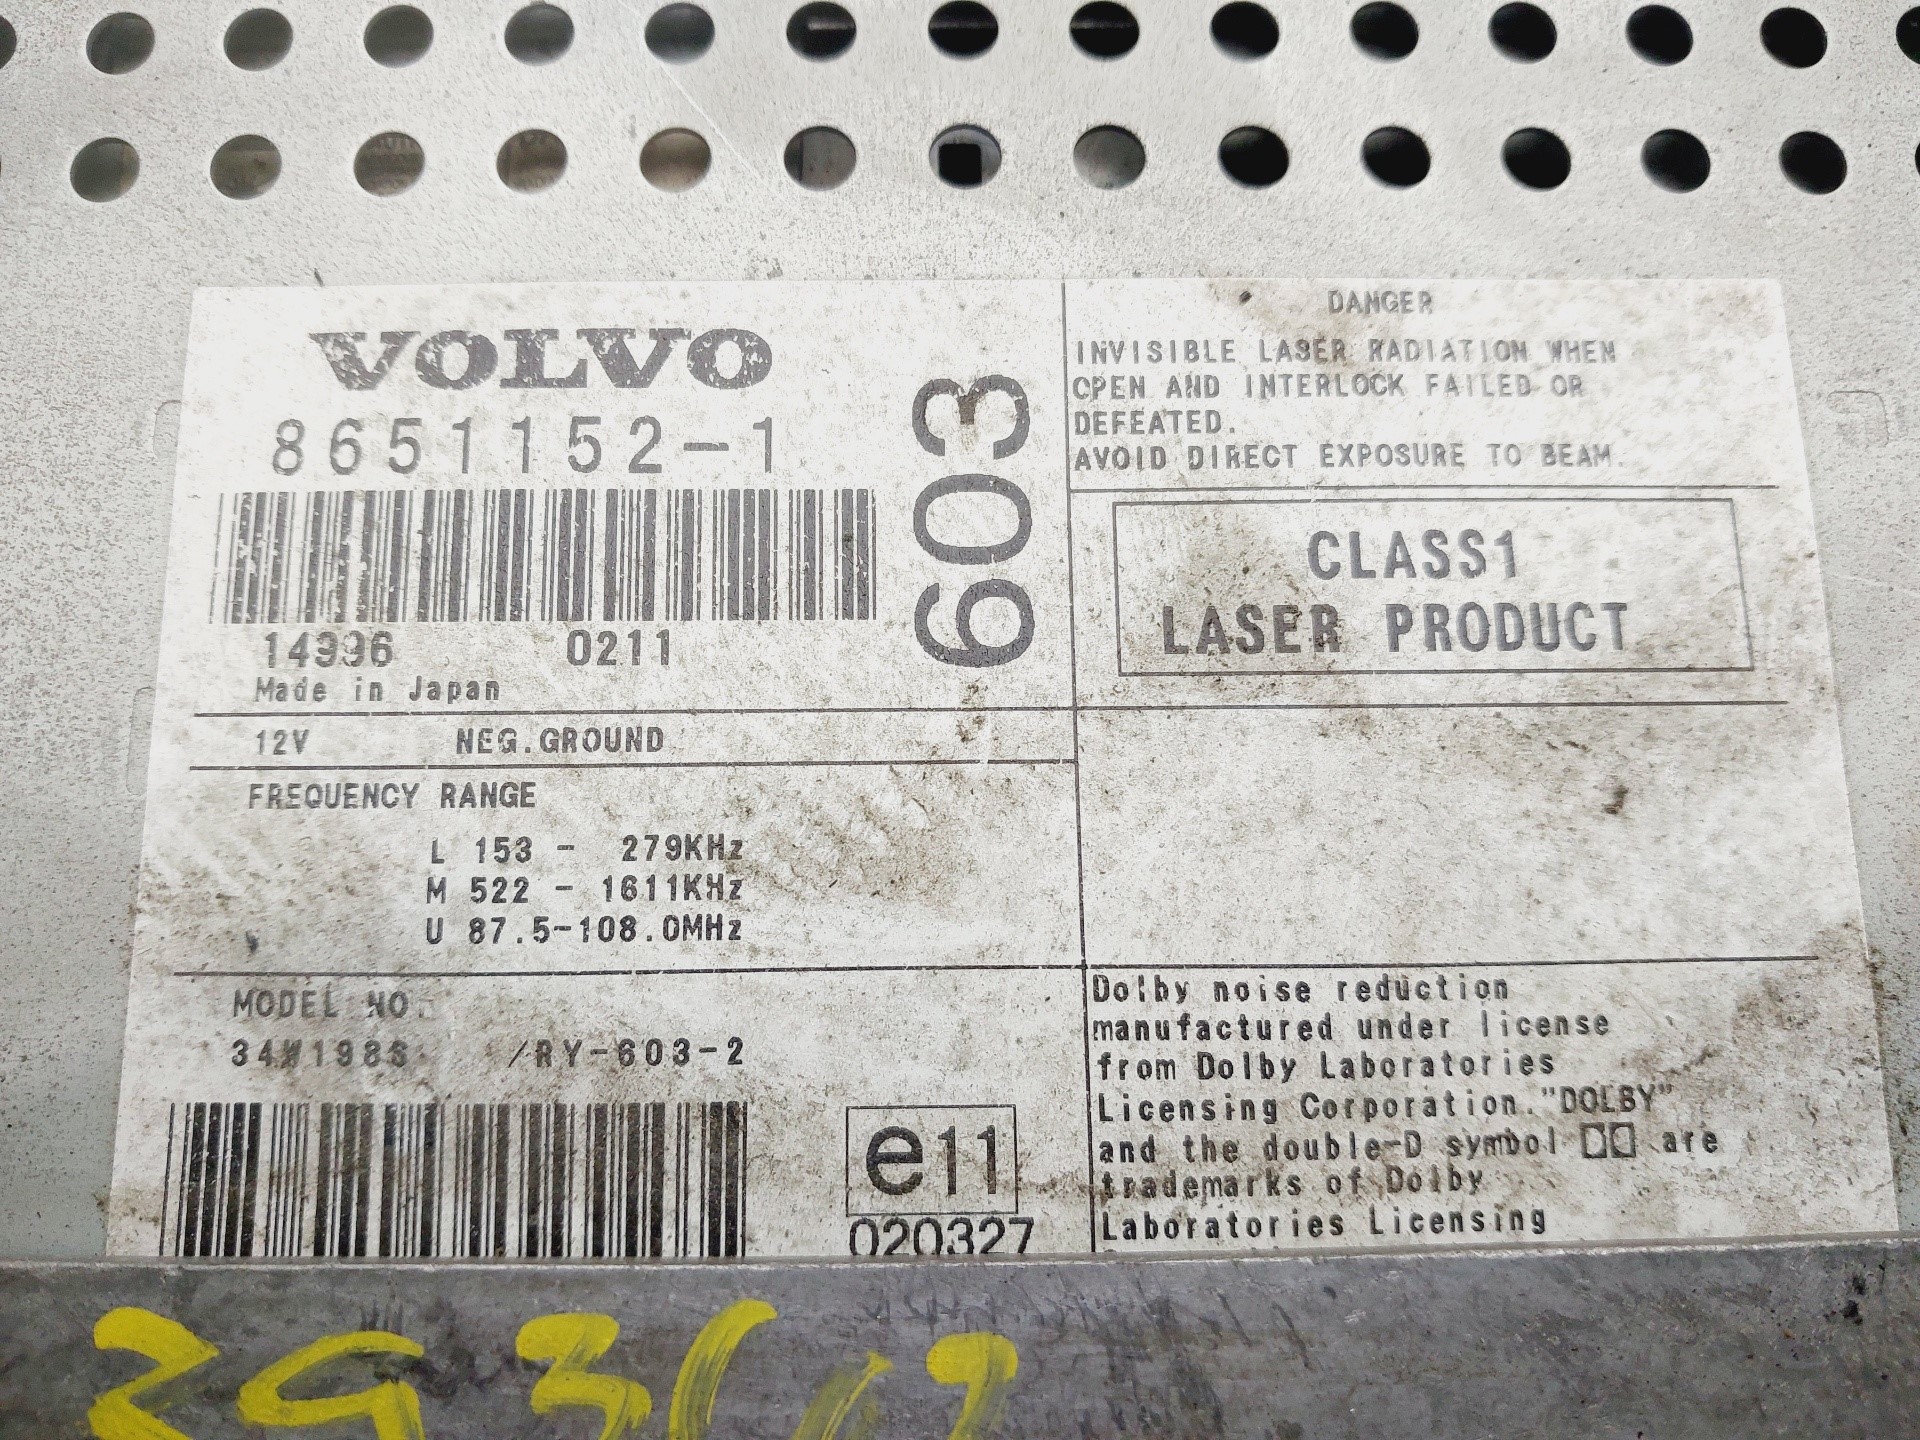 VOLVO
8651152-1
603
0211
Made in Japan
12V NEG.GROUND
FREQUENCY RANGE
L 153 - 279KHz
M 522 - 1611KHz
U 87.5-108.0MHz
MODEL NO.
34W198S /RY-603-2
e11
020327
DANGER
INVISIBLE LASER RADIATION WHEN
OPEN AND INTERLOCK FAILED OR
DEFEATED.
AVOID DIRECT EXPOSURE TO BEAM.
CLASS1
LASER PRODUCT
Dolby noise reduction
manufactured under license
from Dolby Laboratories
Licensing Corporation."DOLBY"
and the double-D symbol □□ are
trademarks of Dolby
Laboratories Licensing